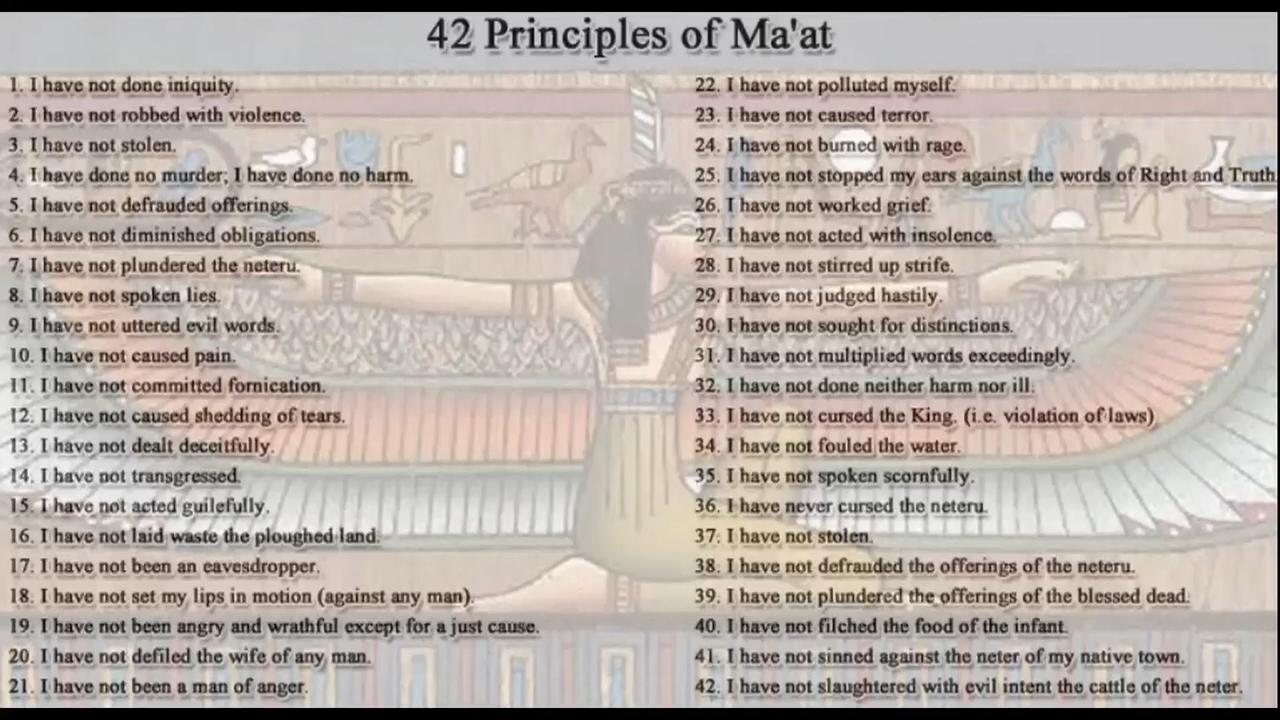 42 Principles of Ma'at
1. I have not done iniquity.
2. I have not robbed with violence.
3. I have not stolen.
4. I have done no murder; I have done no harm.
5. I have not defrauded offerings.
6. I have not diminished obligations.
7. I have not plundered the neteru.
8. I have not spoken lies.
9. I have not uttered evil words.
10. I have not caused pain.
11. I have not committed fornication.
12. I have not caused shedding of tears.
13. I have not dealt deceitfully.
14. I have not transgressed.
15. I have not acted guilefully.
16. I have not laid waste the ploughed land.
17. I have not been an eavesdropper.
18. I have not set my lips in motion (against any man).
19. I have not been angry and wrathful except for a just cause.
20. I have not defiled the wife of any man.
21. I have not been a man of anger.
22. I have not polluted myself.
23. I have not caused terror.
24. I have not burned with rage.
25. I have not stopped my ears against the words of Right and Truth.
26. I have not worked grief.
27. I have not acted with insolence.
28. I have not stirred up strife.
29. I have not judged hastily.
30. I have not sought for distinctions.
31. I have not multiplied words exceedingly.
32. I have not done neither harm nor ill.
33. I have not cursed the King. (i.e. violation of laws)
34. I have not fouled the water.
35. I have not spoken scornfully.
36. I have never cursed the neteru.
37. I have not stolen.
38. I have not defrauded the offerings of the neteru.
39. I have not plundered the offerings of the blessed dead.
40. I have not filched the food of the infant.
41. I have not sinned against the neter of my native town.
42. I have not slaughtered with evil intent the cattle of the neter.